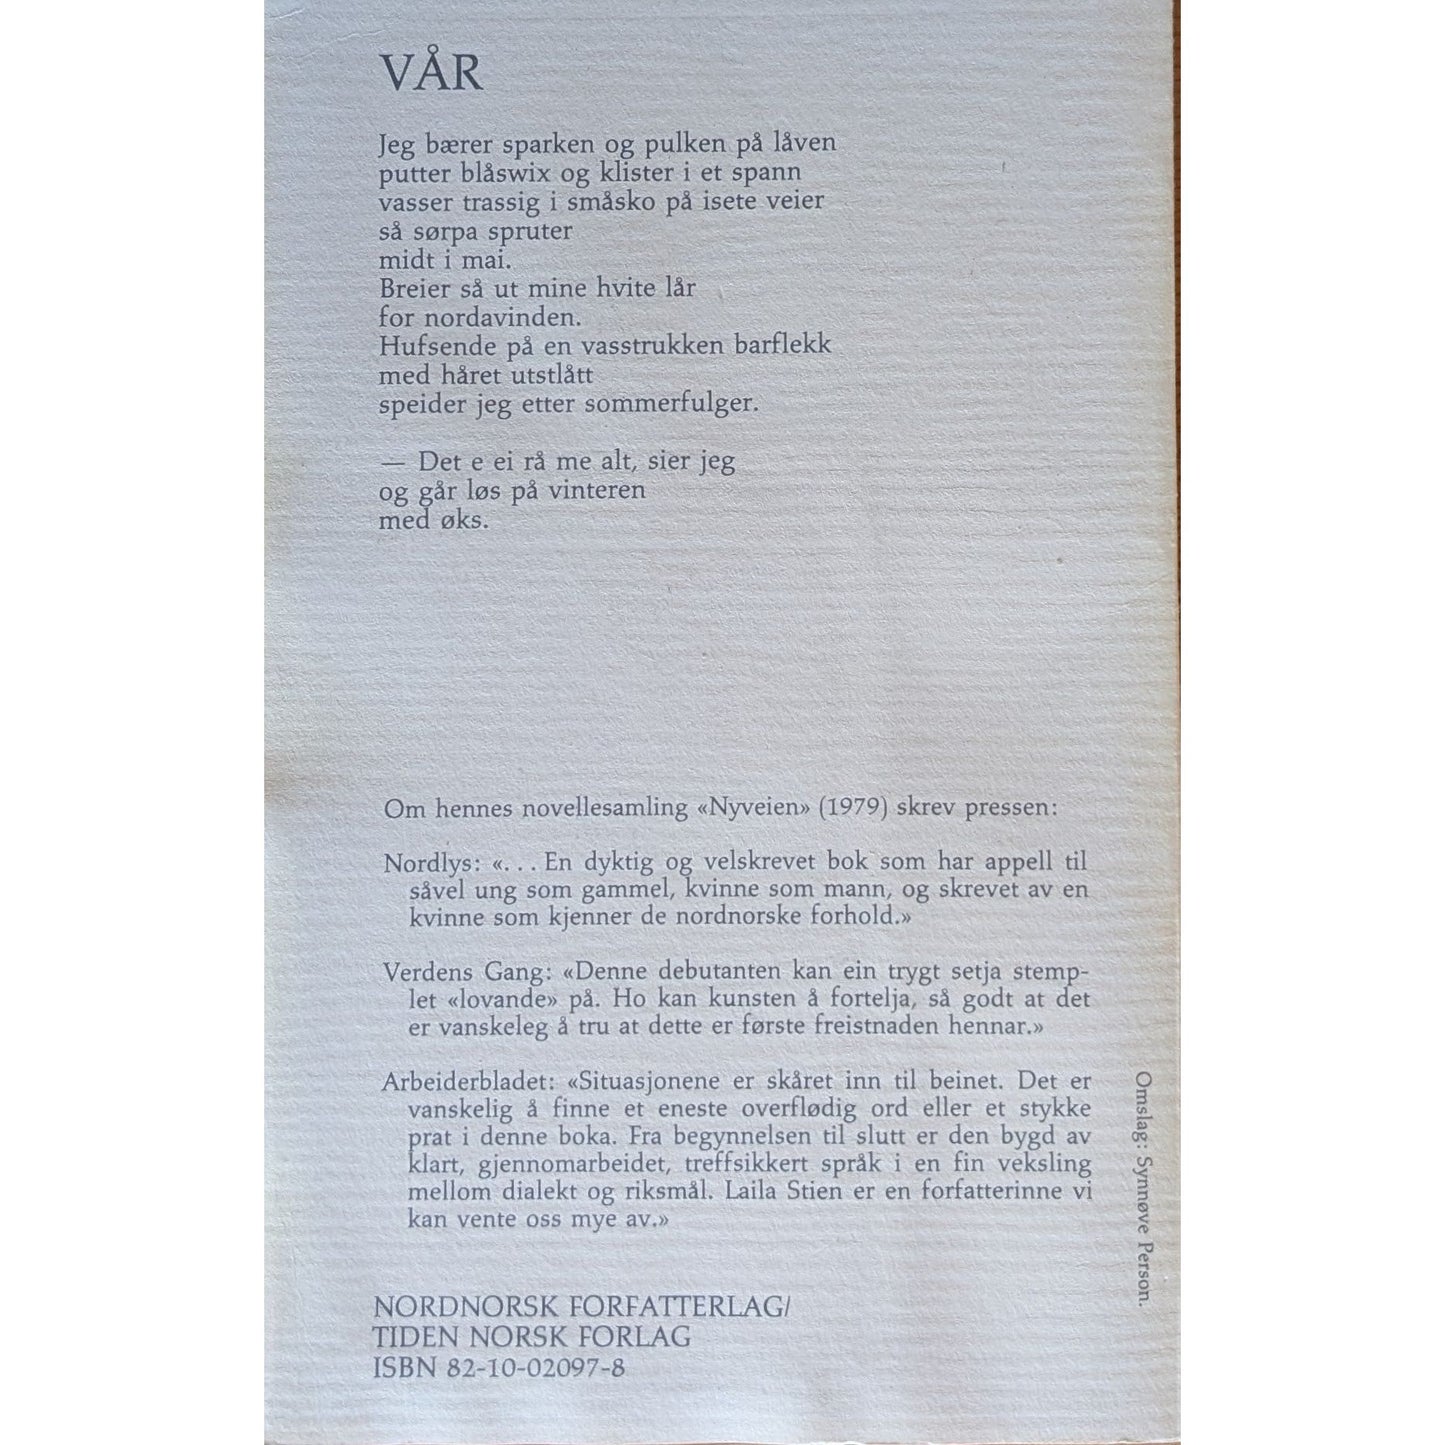 VÅR
Jeg bærer sparken og pulken på låven
putter blåswix og klister i et spann
vasser trassig i småsko på isete veier
så sørpa spruter
midt i mai.
Breier så ut mine hvite lår
for nordavinden.
Hufsende på en vasstrukken barflekk
med håret utstlått
speider jeg etter sommerfulger.
— Det e ei rå me alt, sier jeg
og går løs på vinteren
med øks.
Om hennes novellesamling «Nyveien» (1979) skrev pressen:
Nordlys: «. . . En dyktig og velskrevet bok som har appell til
såvel ung som gammel, kvinne som mann, og skrevet av en
kvinne som kjenner de nordnorske forhold.»
Verdens Gang: «Denne debutanten kan ein trygt setja stemp-
let «lovande» på. Ho kan kunsten å fortelja, så godt at det
er vanskeleg å tru at dette er første freistnaden hennar.»
Arbeiderbladet: «Situasjonene er skåret inn til beinet. Det er
vanskelig å finne et eneste overflødig ord eller et stykke
prat i denne boka. Fra begynnelsen til slutt er den bygd av
klart, gjennomarbeidet, treffsikkert språk i en fin veksling
mellom dialekt og riksmål. Laila Stien er en forfatterinne vi
kan vente oss mye av.»
Omslag: Synnøve Person.
NORDNORSK FORFATTERLAG/
TIDEN NORSK FORLAG
ISBN 82-10-02097-8